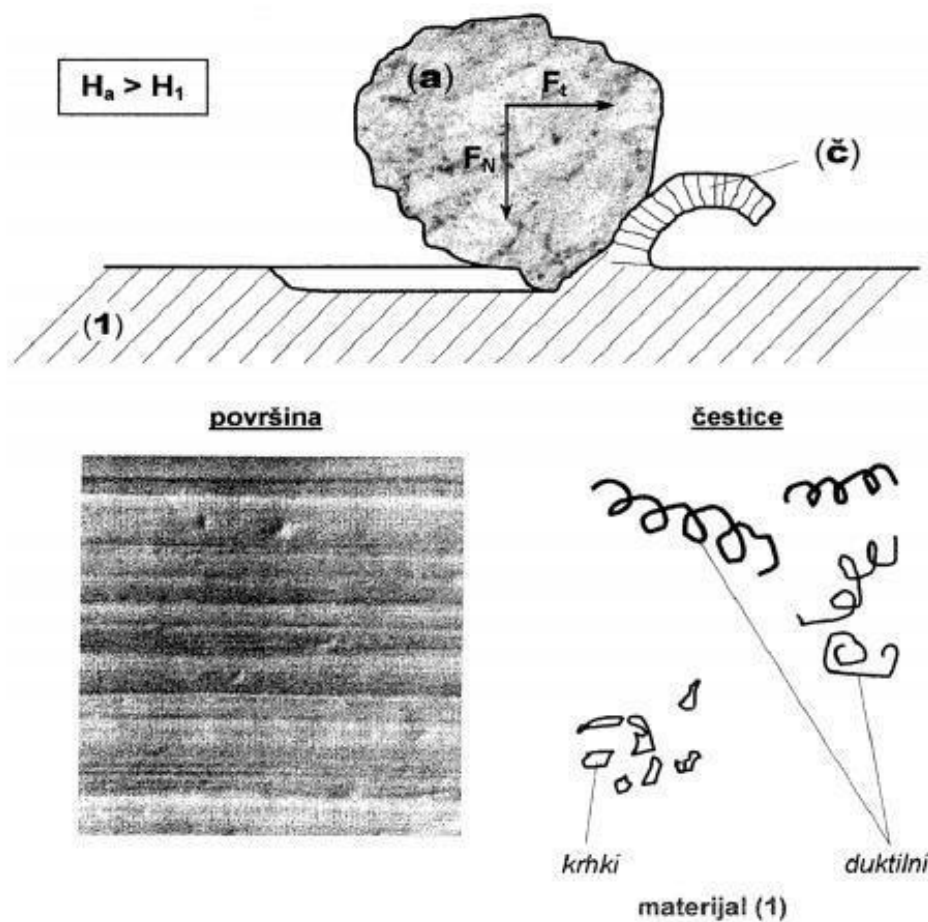 (a)
Hₐ > H₁
Fₜ
F_N
(č)
(1)
površina
čestice
krhki
duktilni
materijal (1)